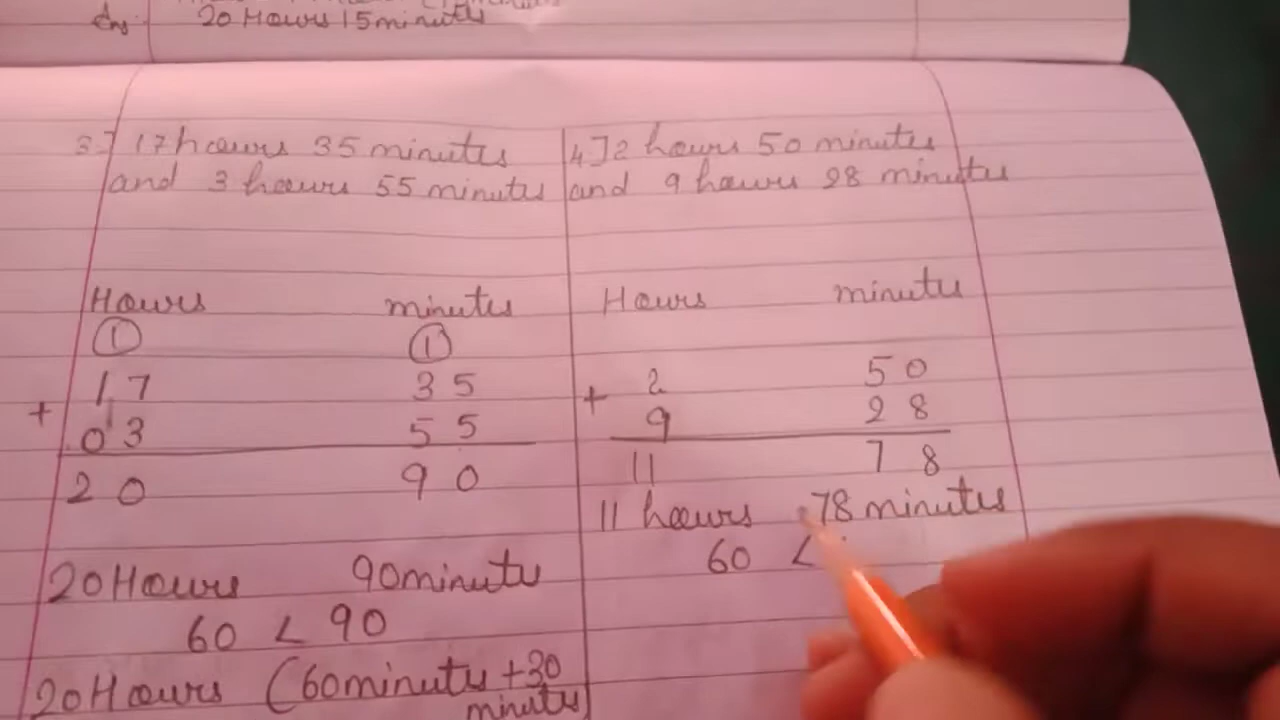 Ans 20 Hours 15 minutes
3] 17 hours 35 minutes
and 3 hours 55 minutes
Hours minutes
1 1
17 35
+ 03 55
20 90
20 Hours 90 minute
60 < 90
20 Hours (60 minute +30
minutes
4] 2 hours 50 minutes
and 9 hours 28 minutes
Hours minutes
2 50
+ 9 28
11 78
11 hours 78 minutes
60 <